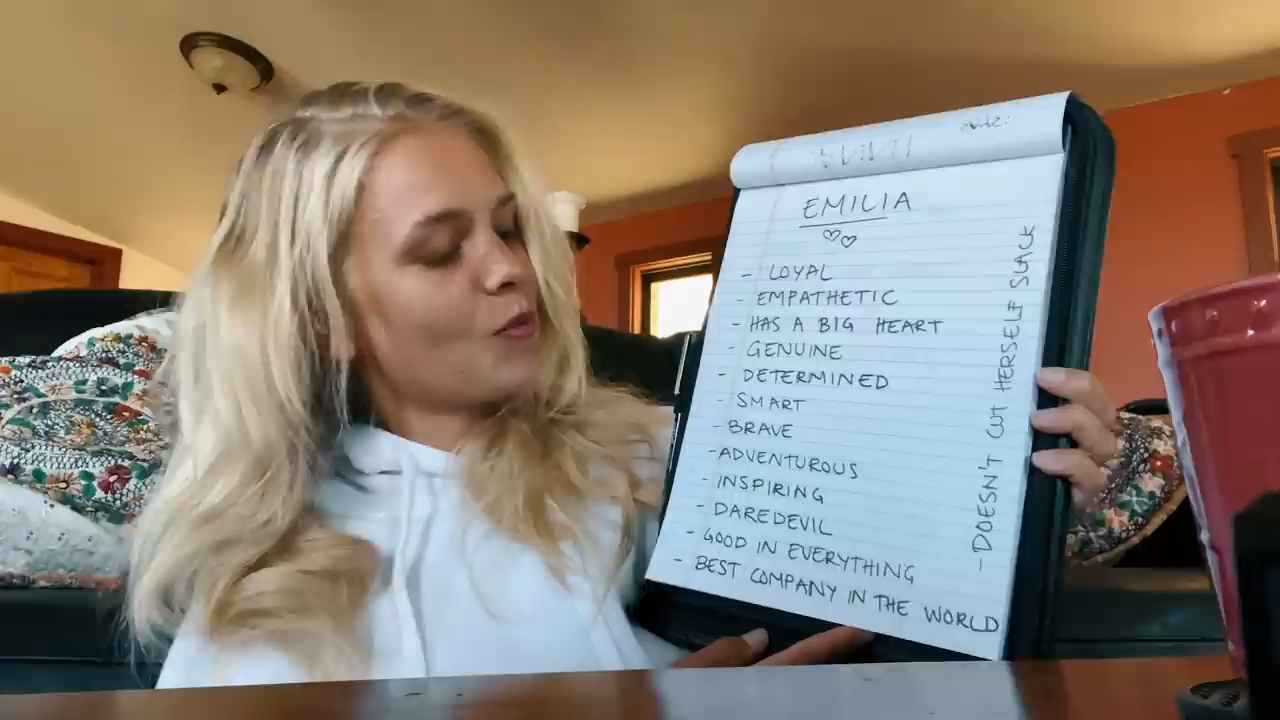 EMILIA
- LOYAL
- EMPATHETIC
- HAS A BIG HEART
- GENUINE
- DETERMINED
- SMART
- BRAVE
- ADVENTUROUS
- INSPIRING
- DAREDEVIL
- GOOD IN EVERYTHING
- BEST COMPANY IN THE WORLD
- DOESN'T CUT HERSELF SLACK